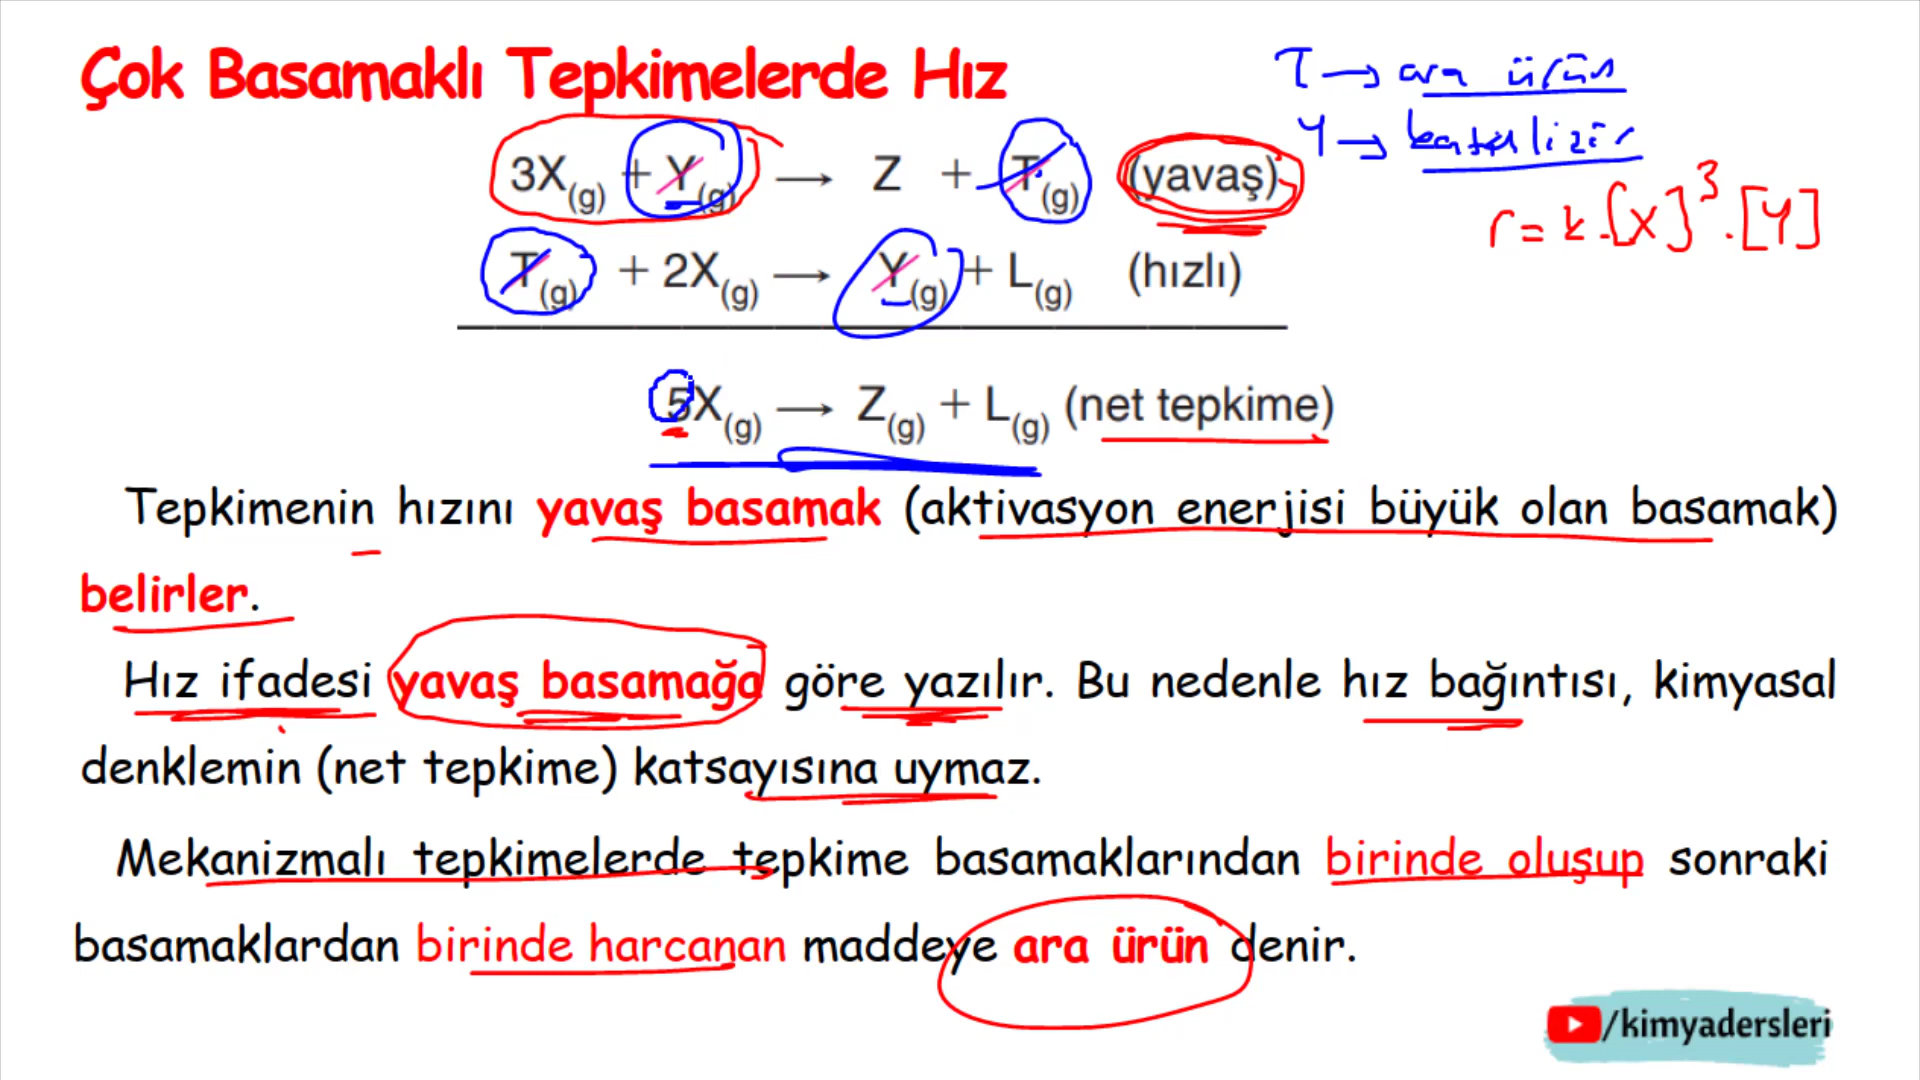 Çok Basamaklı Tepkimelerde Hız
T → ara ürün
Y → katalizör
3X(g) + Y(g) → Z + T(g) (yavaş)
r = k.[X]³.[Y]
T(g) + 2X(g) → Y(g) + L(g) (hızlı)
5X(g) → Z(g) + L(g) (net tepkime)
Tepkimenin hızını yavaş basamak (aktivasyon enerjisi büyük olan basamak)
belirler.
Hız ifadesi yavaş basamağa göre yazılır. Bu nedenle hız bağıntısı, kimyasal
denklemin (net tepkime) katsayısına uymaz.
Mekanizmalı tepkimelerde tepkime basamaklarından birinde oluşup sonraki
basamaklardan birinde harcanan maddeye ara ürün denir.
/kimyadersleri